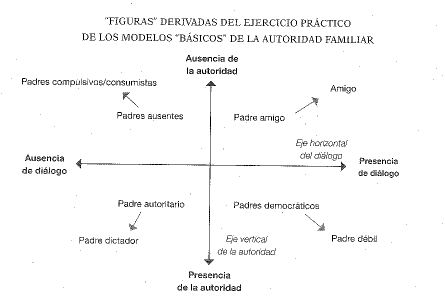 "FIGURAS" DERIVADAS DEL EJERCICIO PRÁCTICO
DE LOS MODELOS "BÁSICOS" DE LA AUTORIDAD FAMILIAR
Ausencia de
la autoridad
Padres compulsivos/consumistas
Amigo
Padres ausentes
Padre amigo
Eje horizontal
del diálogo
Ausencia
de diálogo
Presencia
de diálogo
Padre autoritario
Padres democráticos
Padre dictador
Eje vertical
de la autoridad
Padre débil
Presencia
de la autoridad